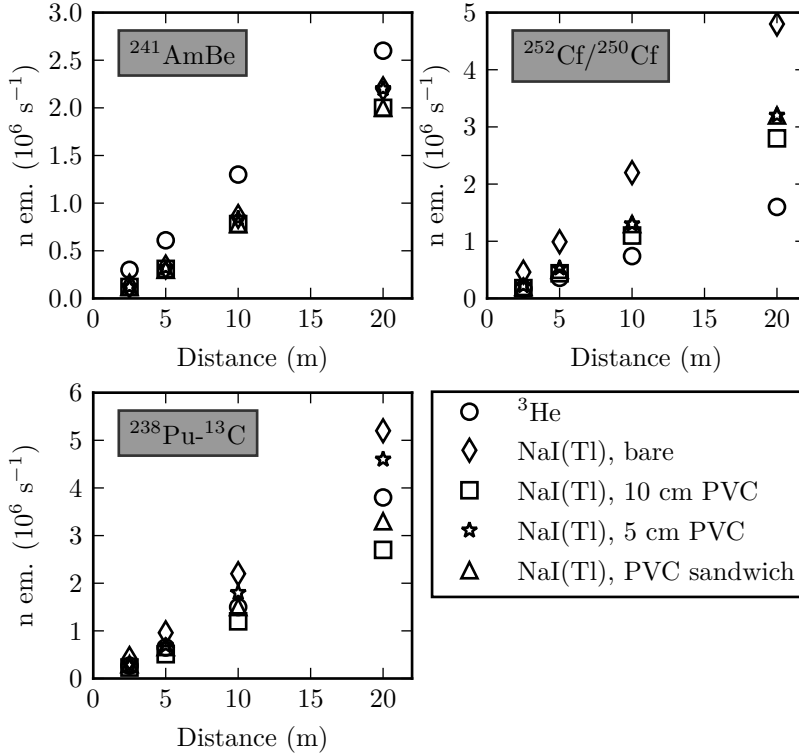 ²⁴¹AmBe
n em. (10⁶ s⁻¹)
3.0
2.5
2.0
1.5
1.0
0.5
0.0
0 5 10 15 20
Distance (m)
²⁵²Cf/²⁵⁰Cf
n em. (10⁶ s⁻¹)
5
4
3
2
1
0
0 5 10 15 20
Distance (m)
²³⁸Pu-¹³C
n em. (10⁶ s⁻¹)
6
5
4
3
2
1
0
0 5 10 15 20
Distance (m)
³He
NaI(Tl), bare
NaI(Tl), 10 cm PVC
NaI(Tl), 5 cm PVC
NaI(Tl), PVC sandwich